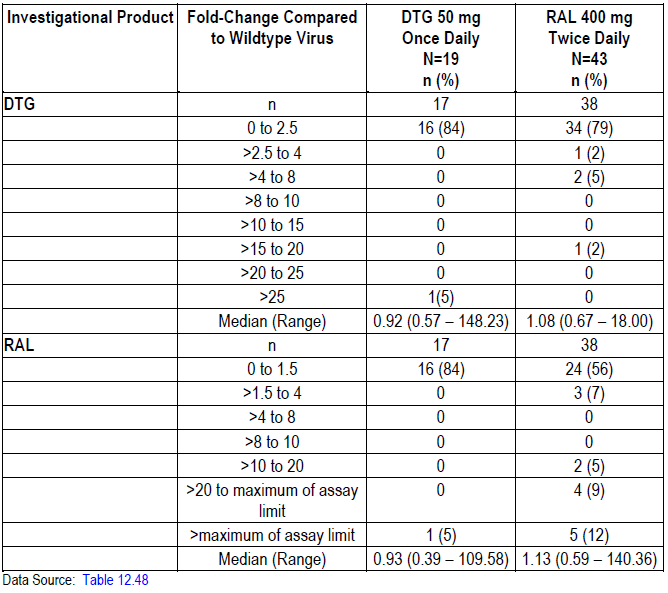 Investigational Product Fold-Change Compared to Wildtype Virus DTG 50 mg Once Daily N=19 n (%) RAL 400 mg Twice Daily N=43 n (%)
DTG n 17 38
0 to 2.5 16 (84) 34 (79)
>2.5 to 4 0 1 (2)
>4 to 8 0 2 (5)
>8 to 10 0 0
>10 to 15 0 0
>15 to 20 0 1 (2)
>20 to 25 0 0
>25 1(5) 0
Median (Range) 0.92 (0.57 – 148.23) 1.08 (0.67 – 18.00)
RAL n 17 38
0 to 1.5 16 (84) 24 (56)
>1.5 to 4 0 3 (7)
>4 to 8 0 0
>8 to 10 0 0
>10 to 20 0 2 (5)
>20 to maximum of assay limit 0 4 (9)
>maximum of assay limit 1 (5) 5 (12)
Median (Range) 0.93 (0.39 – 109.58) 1.13 (0.59 – 140.36)
Data Source: Table 12.48